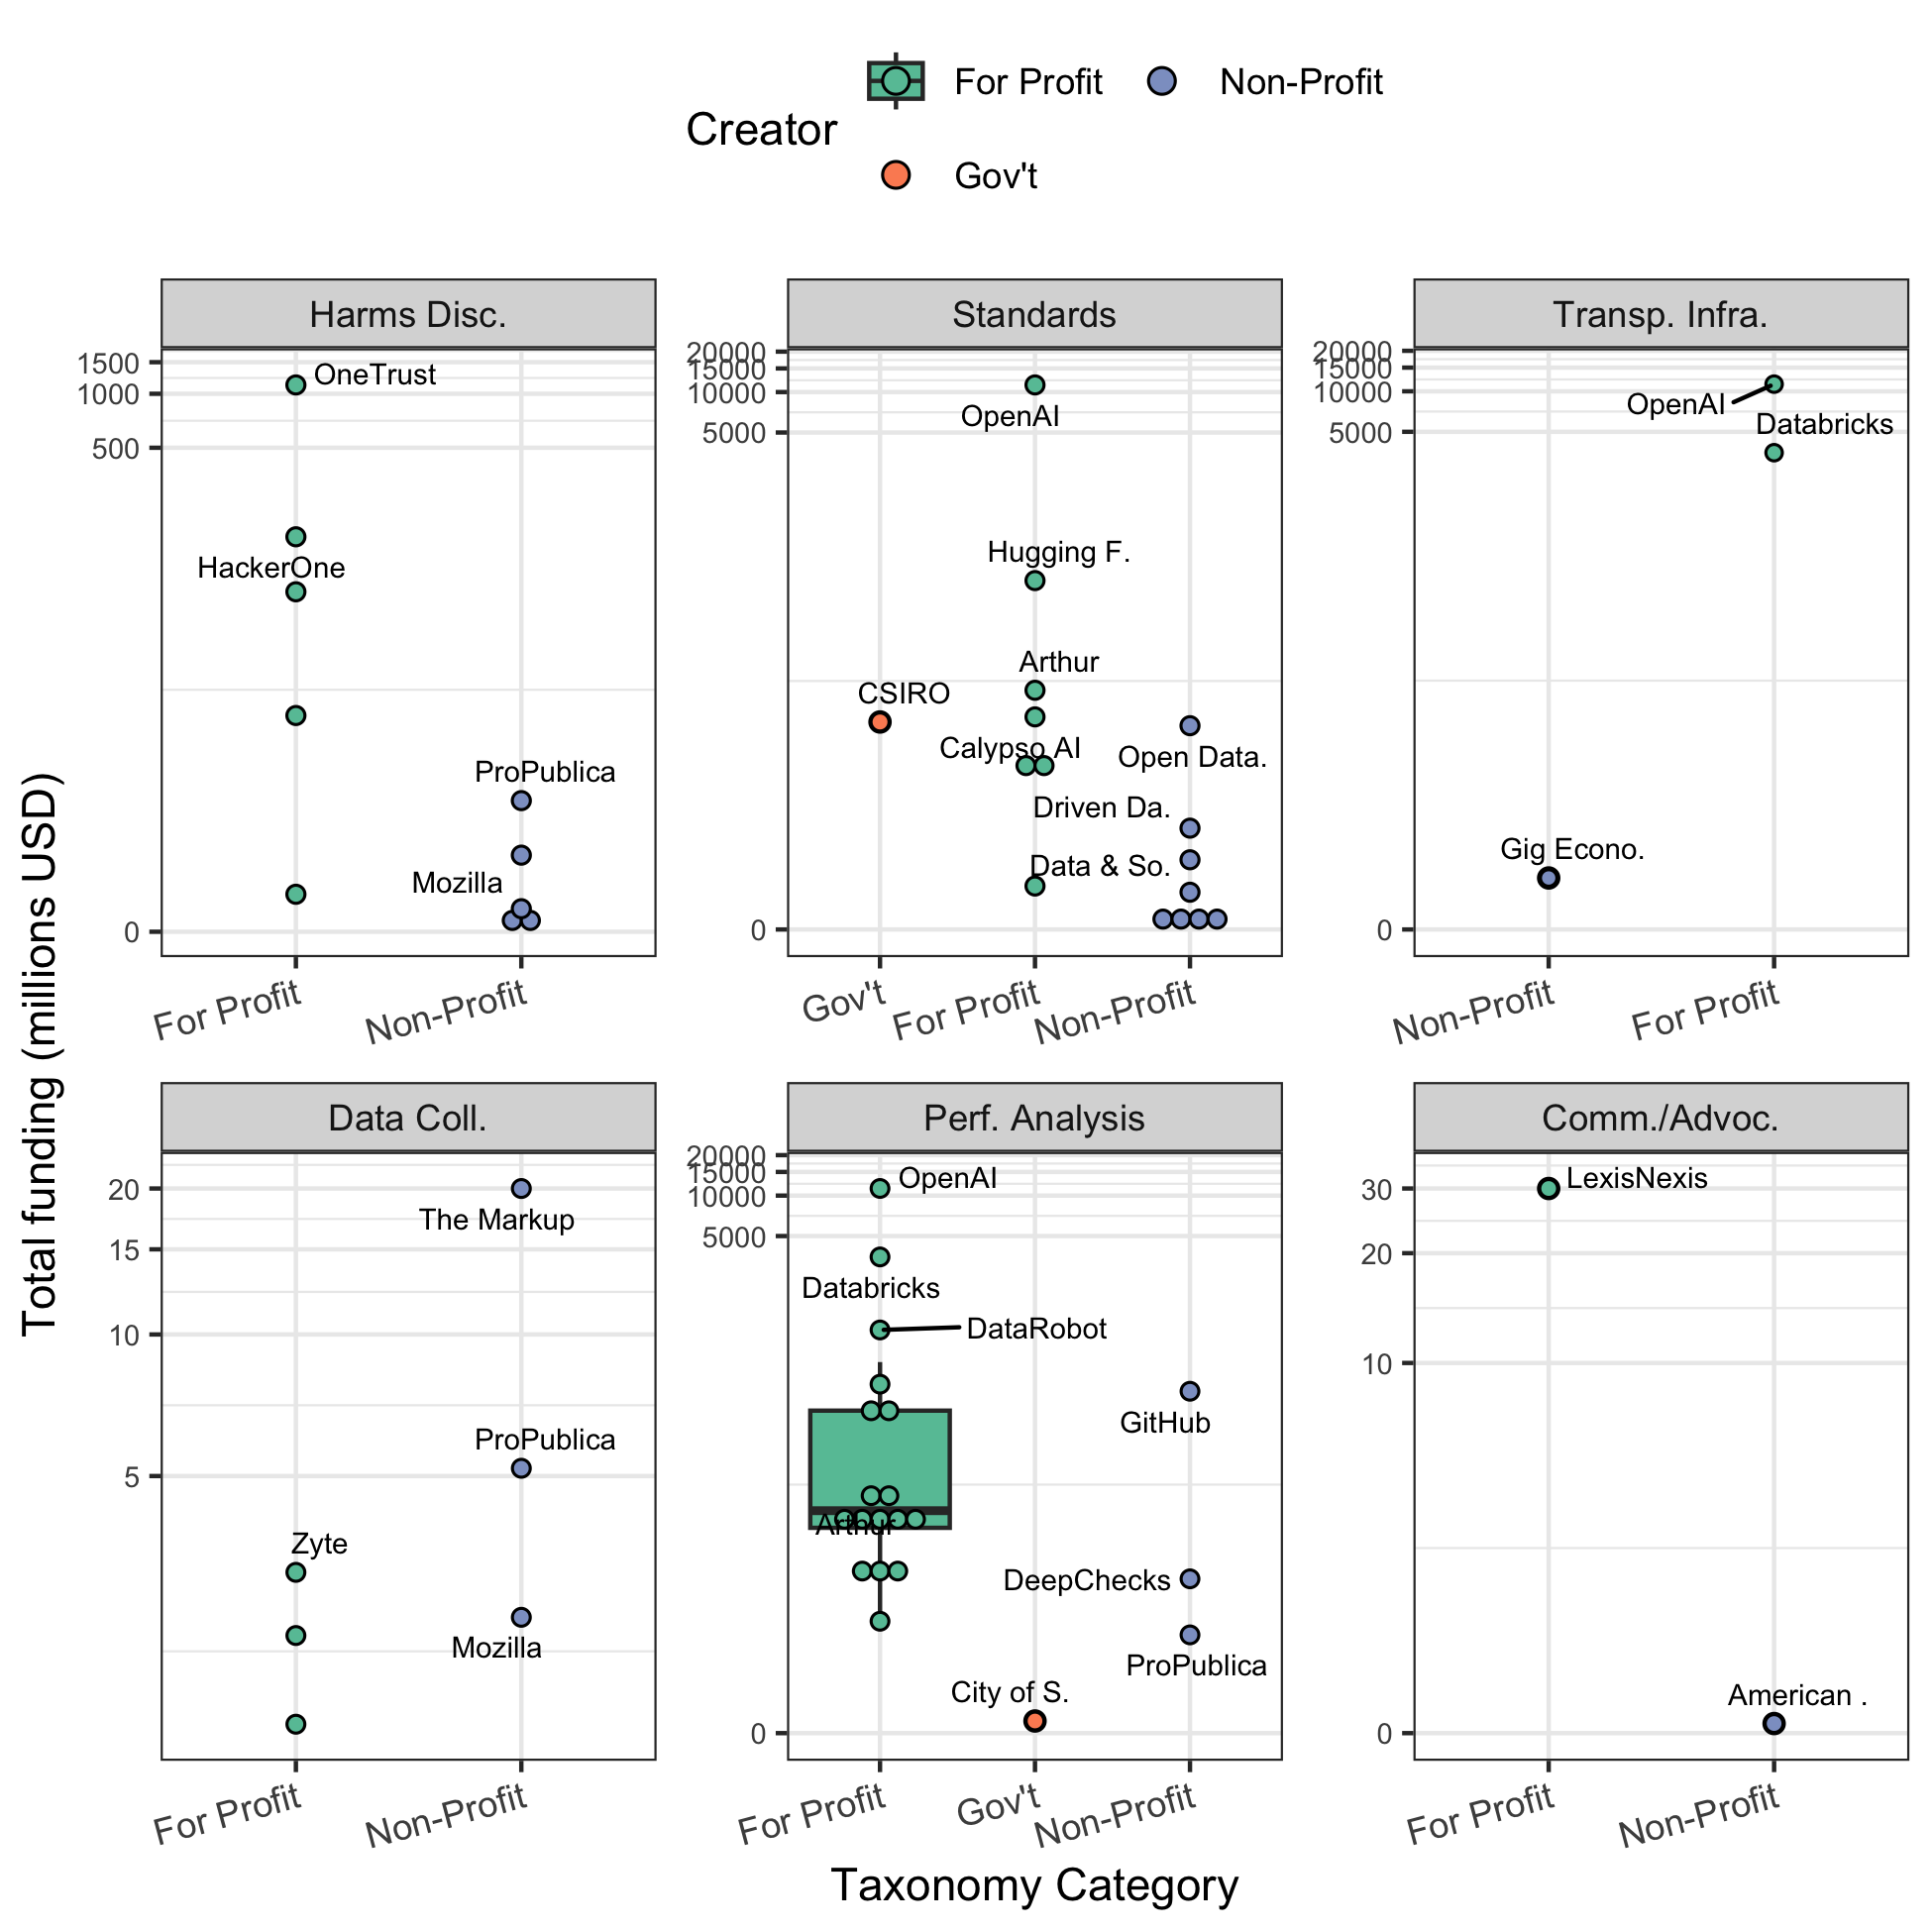 For Profit
Non-Profit
Creator
Gov't
Harms Disc.
Standards
Transp. Infra.
1500
1000
500
0
OneTrust
HackerOne
ProPublica
Mozilla
For Profit
Non-Profit
20000
15000
10000
5000
0
OpenAI
Hugging F.
Arthur
CSIRO
Calypso AI
Open Data.
Driven Da.
Data & So.
Gov't
For Profit
Non-Profit
20000
15000
10000
5000
0
OpenAI
Databricks
Gig Econo.
Non-Profit
For Profit
Total funding (millions USD)
Data Coll.
Perf. Analysis
Comm./Advoc.
20
15
10
5
The Markup
ProPublica
Zyte
Mozilla
For Profit
Non-Profit
20000
15000
10000
5000
0
OpenAI
Databricks
DataRobot
GitHub
Arthur
DeepChecks
ProPublica
City of S.
For Profit
Gov't
Non-Profit
30
20
10
0
LexisNexis
American .
For Profit
Non-Profit
Taxonomy Category